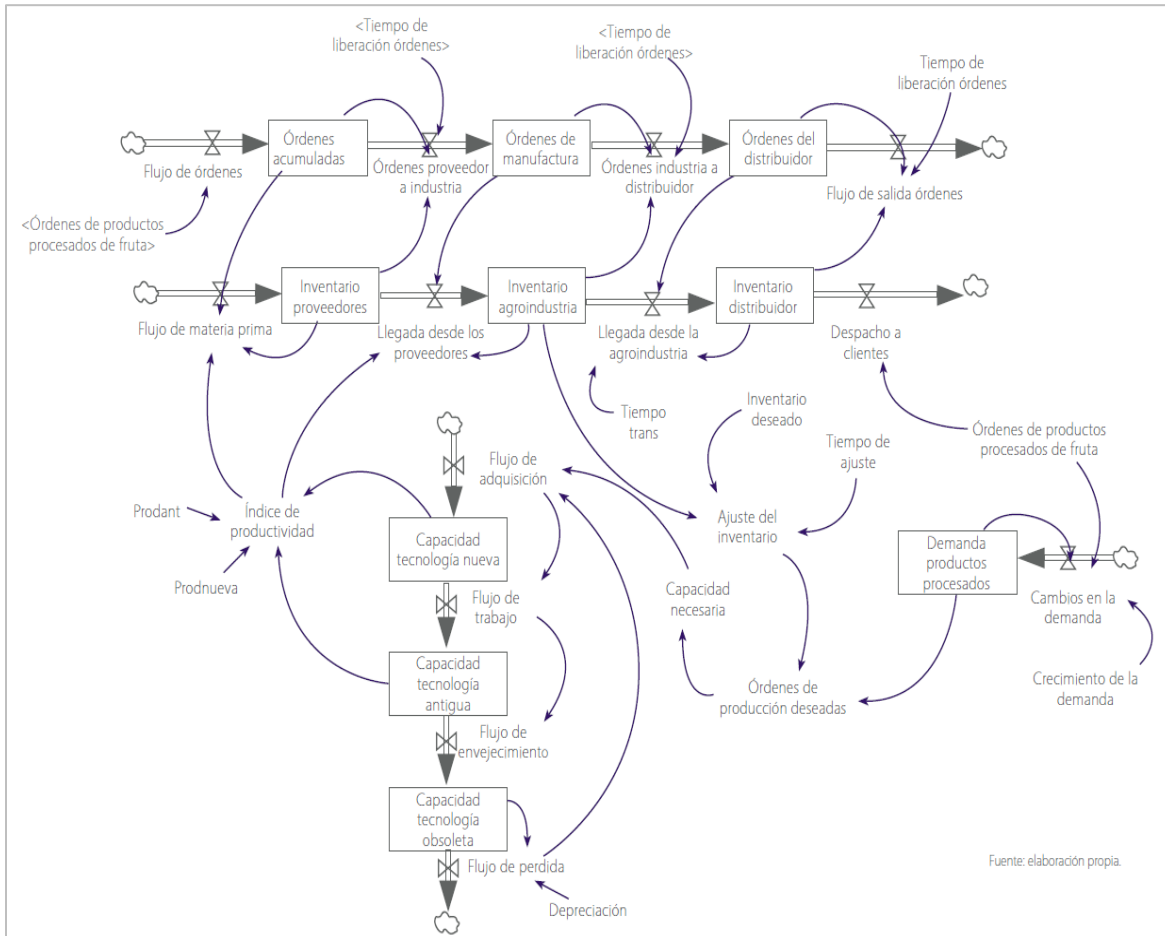 <Tiempo de
liberación órdenes>
<Tiempo de
liberación órdenes>
Tiempo de
liberación órdenes
Órdenes
acumuladas
Órdenes de
manufactura
Órdenes del
distribuidor
Flujo de órdenes
Órdenes proveedor
a industria
Órdenes industria a
distribuidor
Flujo de salida órdenes
<Órdenes de productos
procesados de fruta>
Inventario
proveedores
Inventario
agroindustria
Inventario
distribuidor
Flujo de materia prima
Llegada desde los
proveedores
Llegada desde la
agroindustria
Despacho a
clientes
Tiempo
trans
Inventario
deseado
Tiempo de
ajuste
Órdenes de productos
procesados de fruta
Flujo de
adquisición
Prodant
Índice de
productividad
Prodnueva
Capacidad
tecnología nueva
Ajuste del
inventario
Demanda
productos
procesados
Flujo de
trabajo
Capacidad
necesaria
Cambios en la
demanda
Capacidad
tecnología
antigua
Órdenes de
producción deseadas
Crecimiento de la
demanda
Flujo de
envejecimiento
Capacidad
tecnología
obsoleta
Flujo de perdida
Depreciación
Fuente: elaboración propia.